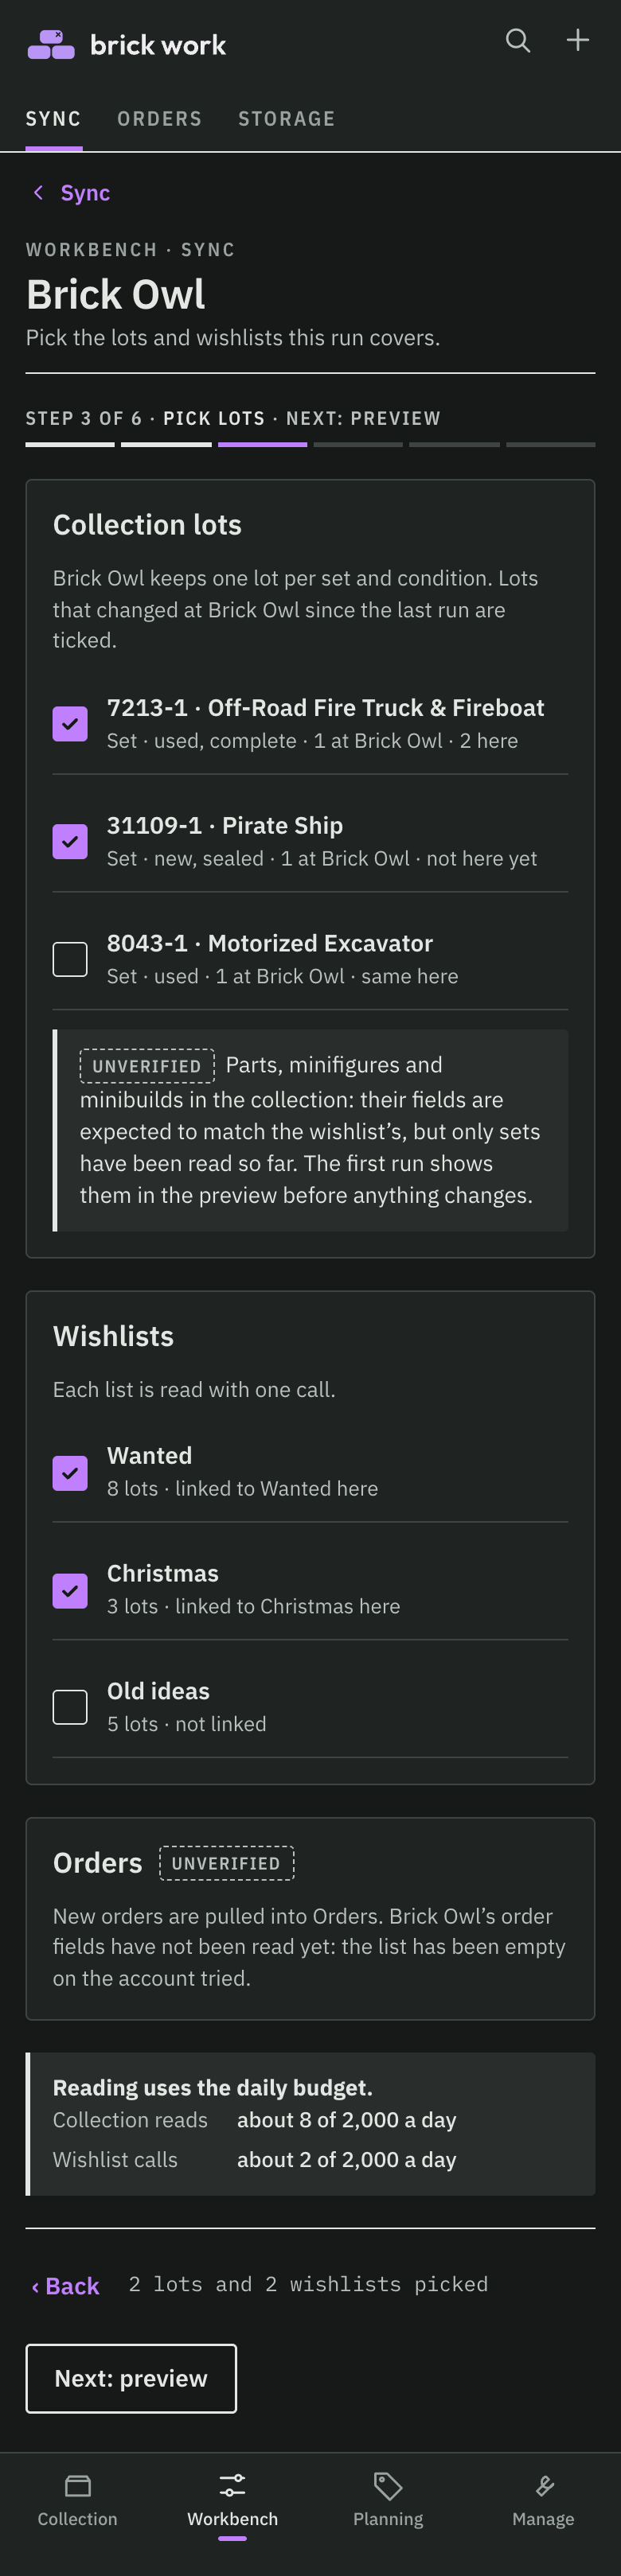 brick work
SYNC ORDERS STORAGE
Sync
WORKBENCH · SYNC
Brick Owl
Pick the lots and wishlists this run covers.
STEP 3 OF 6 · PICK LOTS · NEXT: PREVIEW
Collection lots
Brick Owl keeps one lot per set and condition. Lots
that changed at Brick Owl since the last run are
ticked.
7213-1 · Off-Road Fire Truck & Fireboat
Set · used, complete · 1 at Brick Owl · 2 here
31109-1 · Pirate Ship
Set · new, sealed · 1 at Brick Owl · not here yet
8043-1 · Motorized Excavator
Set · used · 1 at Brick Owl · same here
UNVERIFIED Parts, minifigures and
minibuilds in the collection: their fields are
expected to match the wishlist’s, but only sets
have been read so far. The first run shows
them in the preview before anything changes.
Wishlists
Each list is read with one call.
Wanted
8 lots · linked to Wanted here
Christmas
3 lots · linked to Christmas here
Old ideas
5 lots · not linked
Orders UNVERIFIED
New orders are pulled into Orders. Brick Owl’s order
fields have not been read yet: the list has been empty
on the account tried.
Reading uses the daily budget.
Collection reads about 8 of 2,000 a day
Wishlist calls about 2 of 2,000 a day
‹ Back 2 lots and 2 wishlists picked
Next: preview
Collection Workbench Planning Manage